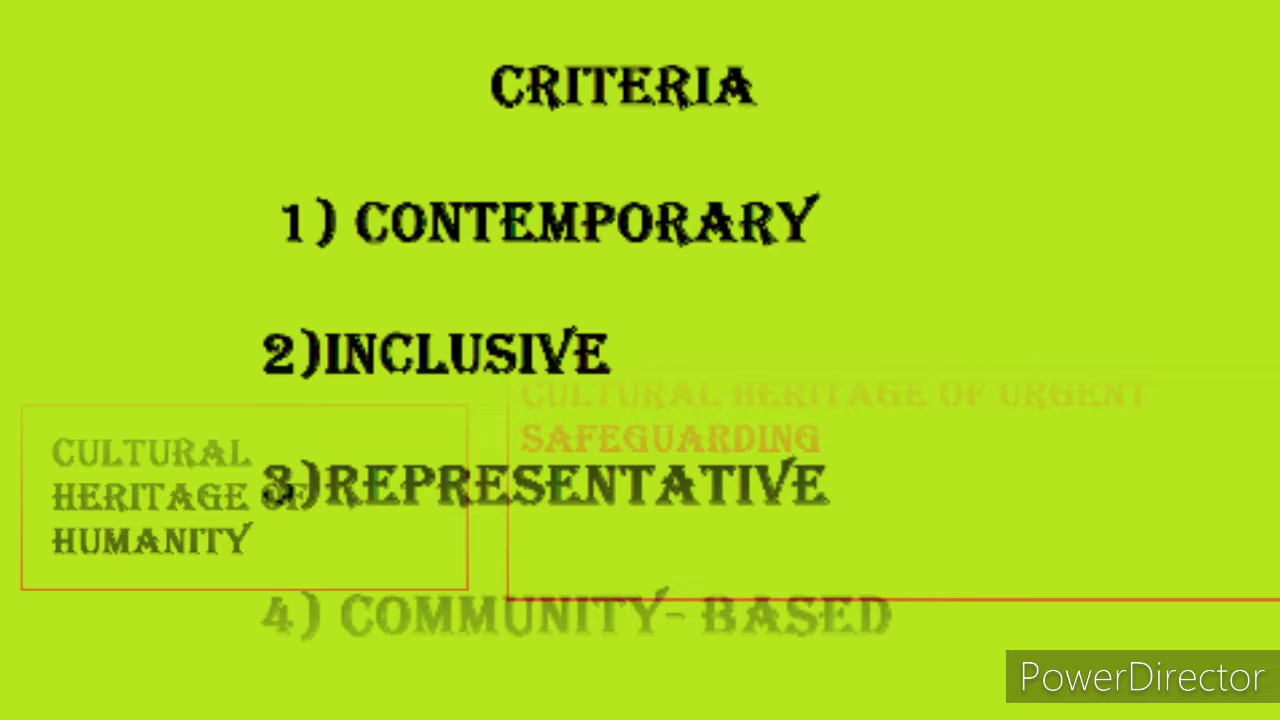 CRITERIA
1) CONTEMPORARY
2)INCLUSIVE
CULTURAL HERITAGE OF URGENT
SAFEGUARDING
CULTURAL
HERITAGE OF
HUMANITY
3)REPRESENTATIVE
4) COMMUNITY- BASED
PowerDirector